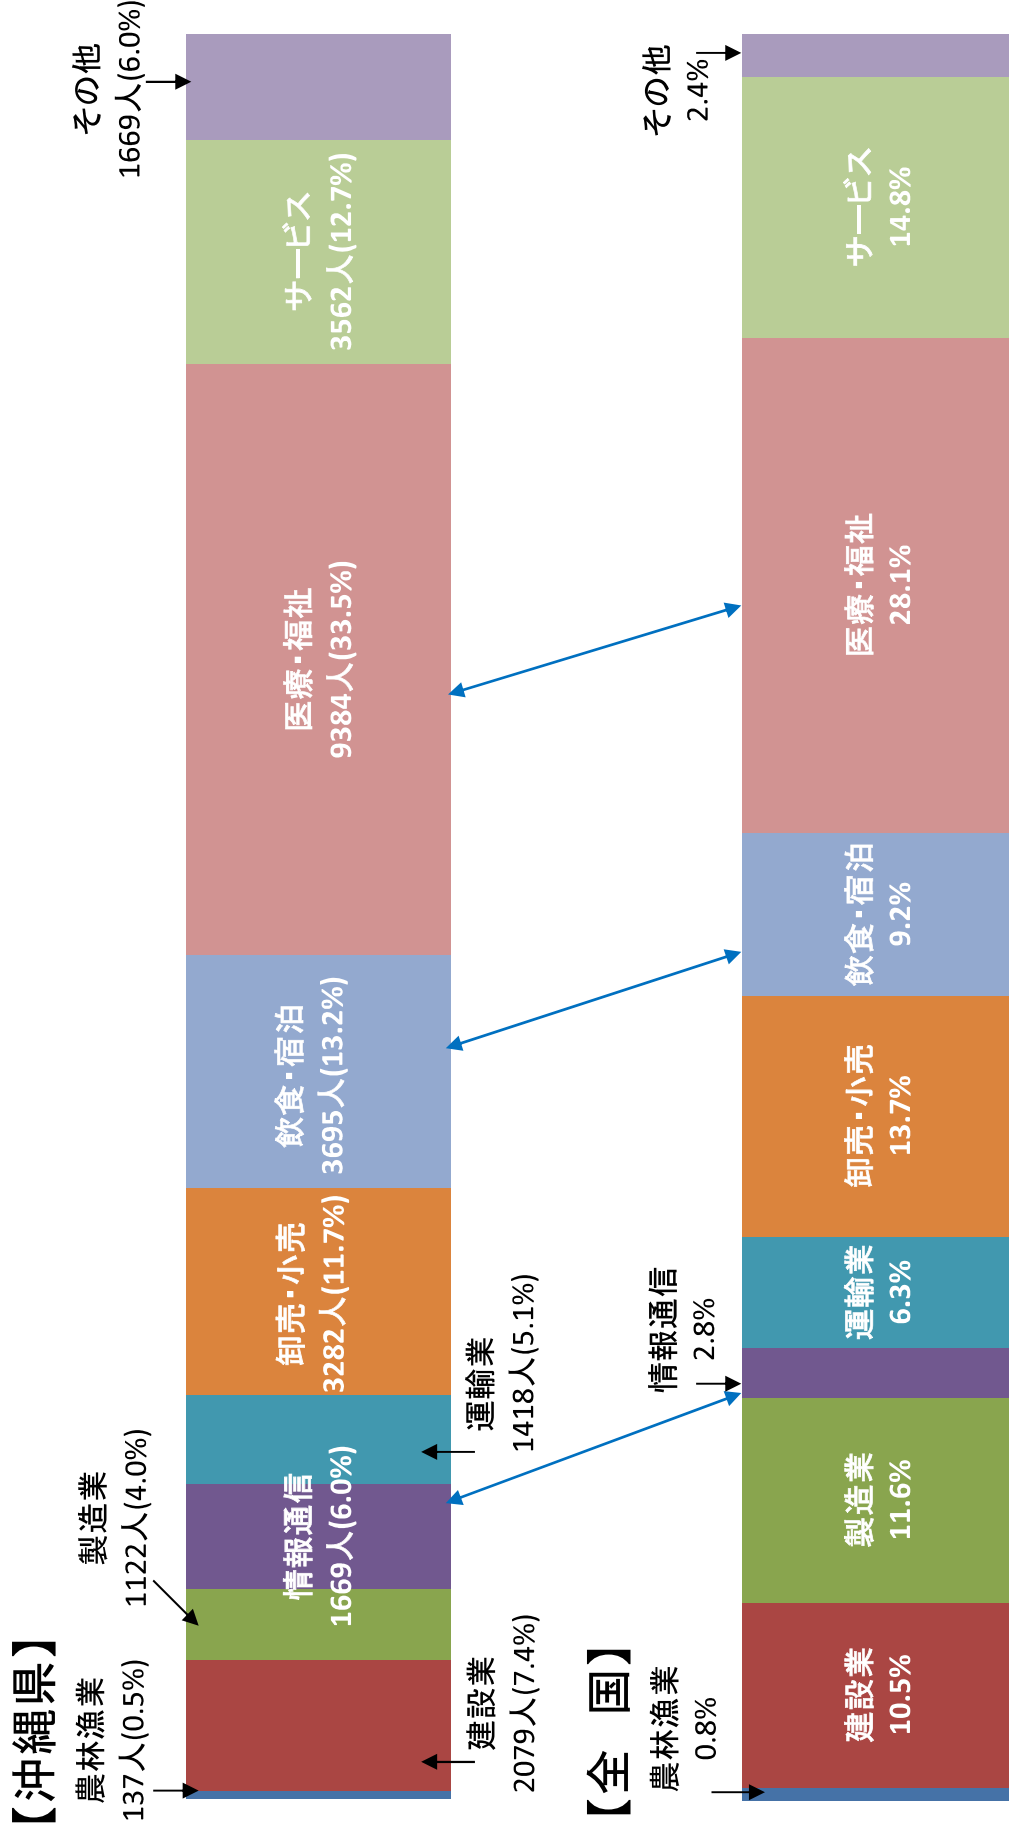 【沖縄県】
農林漁業
137人(0.5%)
建設業
2079人(7.4%)
製造業
1122人(4.0%)
情報通信
1669人(6.0%)
運輸業
1418人(5.1%)
卸売・小売
3282人(11.7%)
飲食・宿泊
3695人(13.2%)
医療・福祉
9384人(33.5%)
サービス
3562人(12.7%)
その他
1669人(6.0%)
【全　国】
農林漁業
0.8%
建設業
10.5%
製造業
11.6%
情報通信
2.8%
運輸業
6.3%
卸売・小売
13.7%
飲食・宿泊
9.2%
医療・福祉
28.1%
サービス
14.8%
その他
2.4%